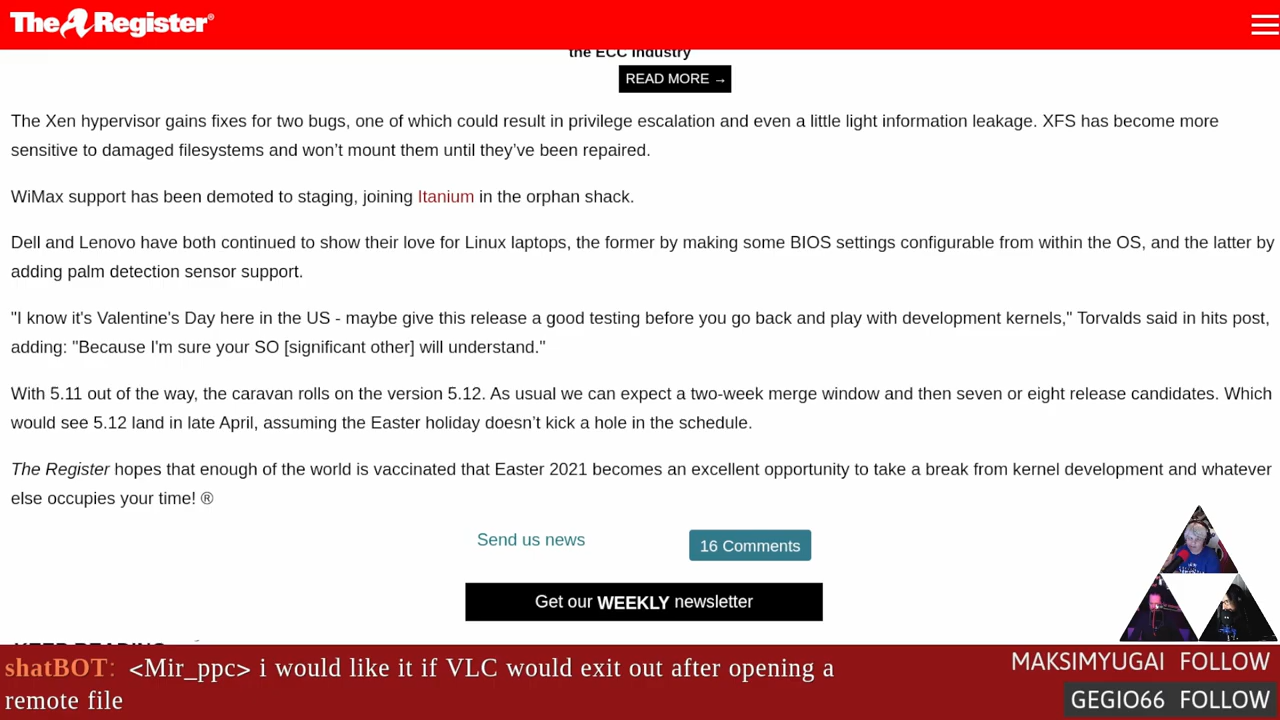 The Register®
the ECC industry
READ MORE →
The Xen hypervisor gains fixes for two bugs, one of which could result in privilege escalation and even a little light information leakage. XFS has become more
sensitive to damaged filesystems and won’t mount them until they’ve been repaired.
WiMax support has been demoted to staging, joining Itanium in the orphan shack.
Dell and Lenovo have both continued to show their love for Linux laptops, the former by making some BIOS settings configurable from within the OS, and the latter by
adding palm detection sensor support.
"I know it's Valentine's Day here in the US - maybe give this release a good testing before you go back and play with development kernels," Torvalds said in hits post,
adding: "Because I'm sure your SO [significant other] will understand."
With 5.11 out of the way, the caravan rolls on the version 5.12. As usual we can expect a two-week merge window and then seven or eight release candidates. Which
would see 5.12 land in late April, assuming the Easter holiday doesn’t kick a hole in the schedule.
The Register hopes that enough of the world is vaccinated that Easter 2021 becomes an excellent opportunity to take a break from kernel development and whatever
else occupies your time! ®
Send us news
16 Comments
Get our WEEKLY newsletter
KEEP READING
shatBOT: <Mir_ppc> i would like it if VLC would exit out after opening a
remote file
MAKSIMYUGAI FOLLOW
GEGIO66 FOLLOW